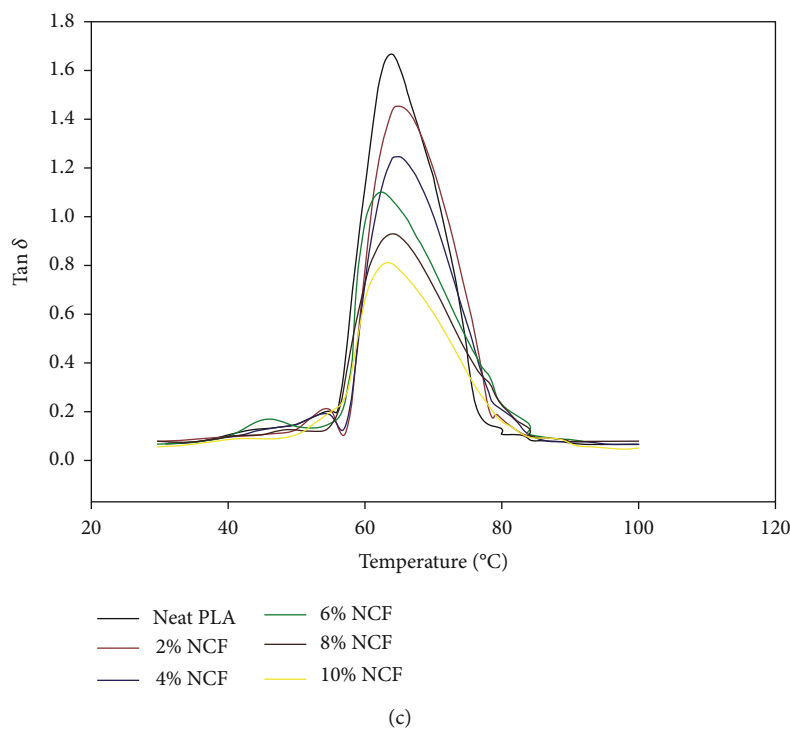 1.8
1.6
1.4
1.2
1.0
0.8
0.6
0.4
0.2
0.0
Tan δ
20 40 60 80 100 120
Temperature (°C)
Neat PLA
2% NCF
4% NCF
6% NCF
8% NCF
10% NCF
(c)